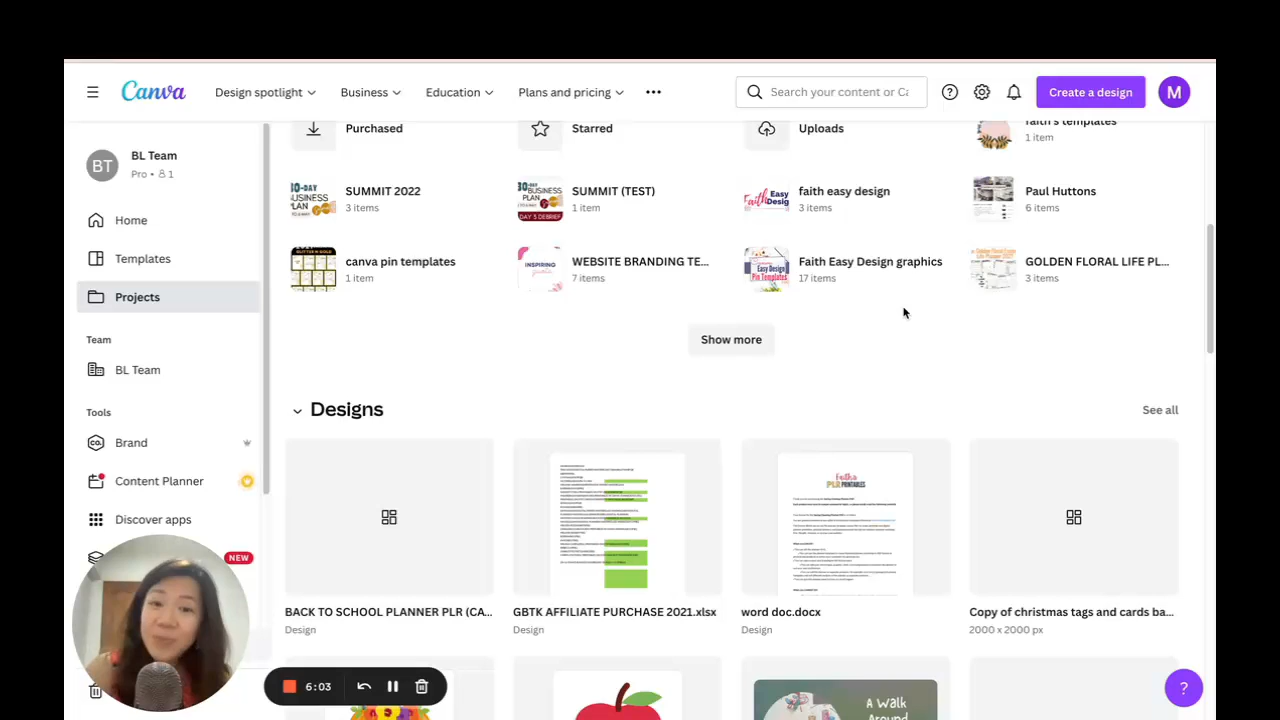 Canva
Design spotlight
Business
Education
Plans and pricing
Search your content or Ca
Create a design
M
BT
BL Team
Pro • 1
Home
Templates
Projects
Team
BL Team
Tools
Brand
Content Planner
Discover apps
NEW
Purchased
Starred
Uploads
faith's templates
1 item
SUMMIT 2022
3 items
SUMMIT (TEST)
1 item
faith easy design
3 items
Paul Huttons
6 items
canva pin templates
1 item
WEBSITE BRANDING TE...
7 items
Faith Easy Design graphics
17 items
GOLDEN FLORAL LIFE PL...
3 items
Show more
Designs
See all
BACK TO SCHOOL PLANNER PLR (CA...
Design
GBTK AFFILIATE PURCHASE 2021.xlsx
Design
word doc.docx
Design
Copy of christmas tags and cards ba...
2000 x 2000 px
A Walk
Around
6:03
?